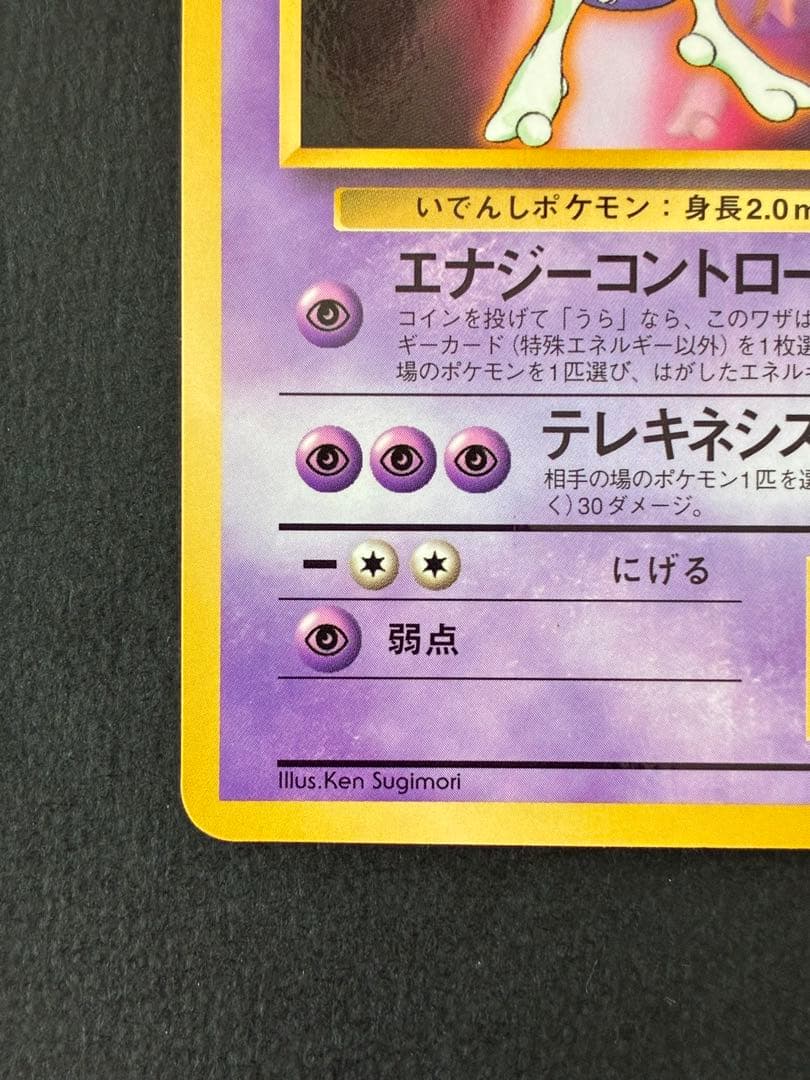 いでんしポケモン：身長2.0m
エナジーコントロー
コインを投げて「うら」なら、このワザは
ギーカード（特殊エネルギー以外）を1枚選
場のポケモンを1匹選び、はがしたエネルギ
テレキネシス
相手の場のポケモン1匹を選
く）30ダメージ。
にげる
弱点
Illus.Ken Sugimori